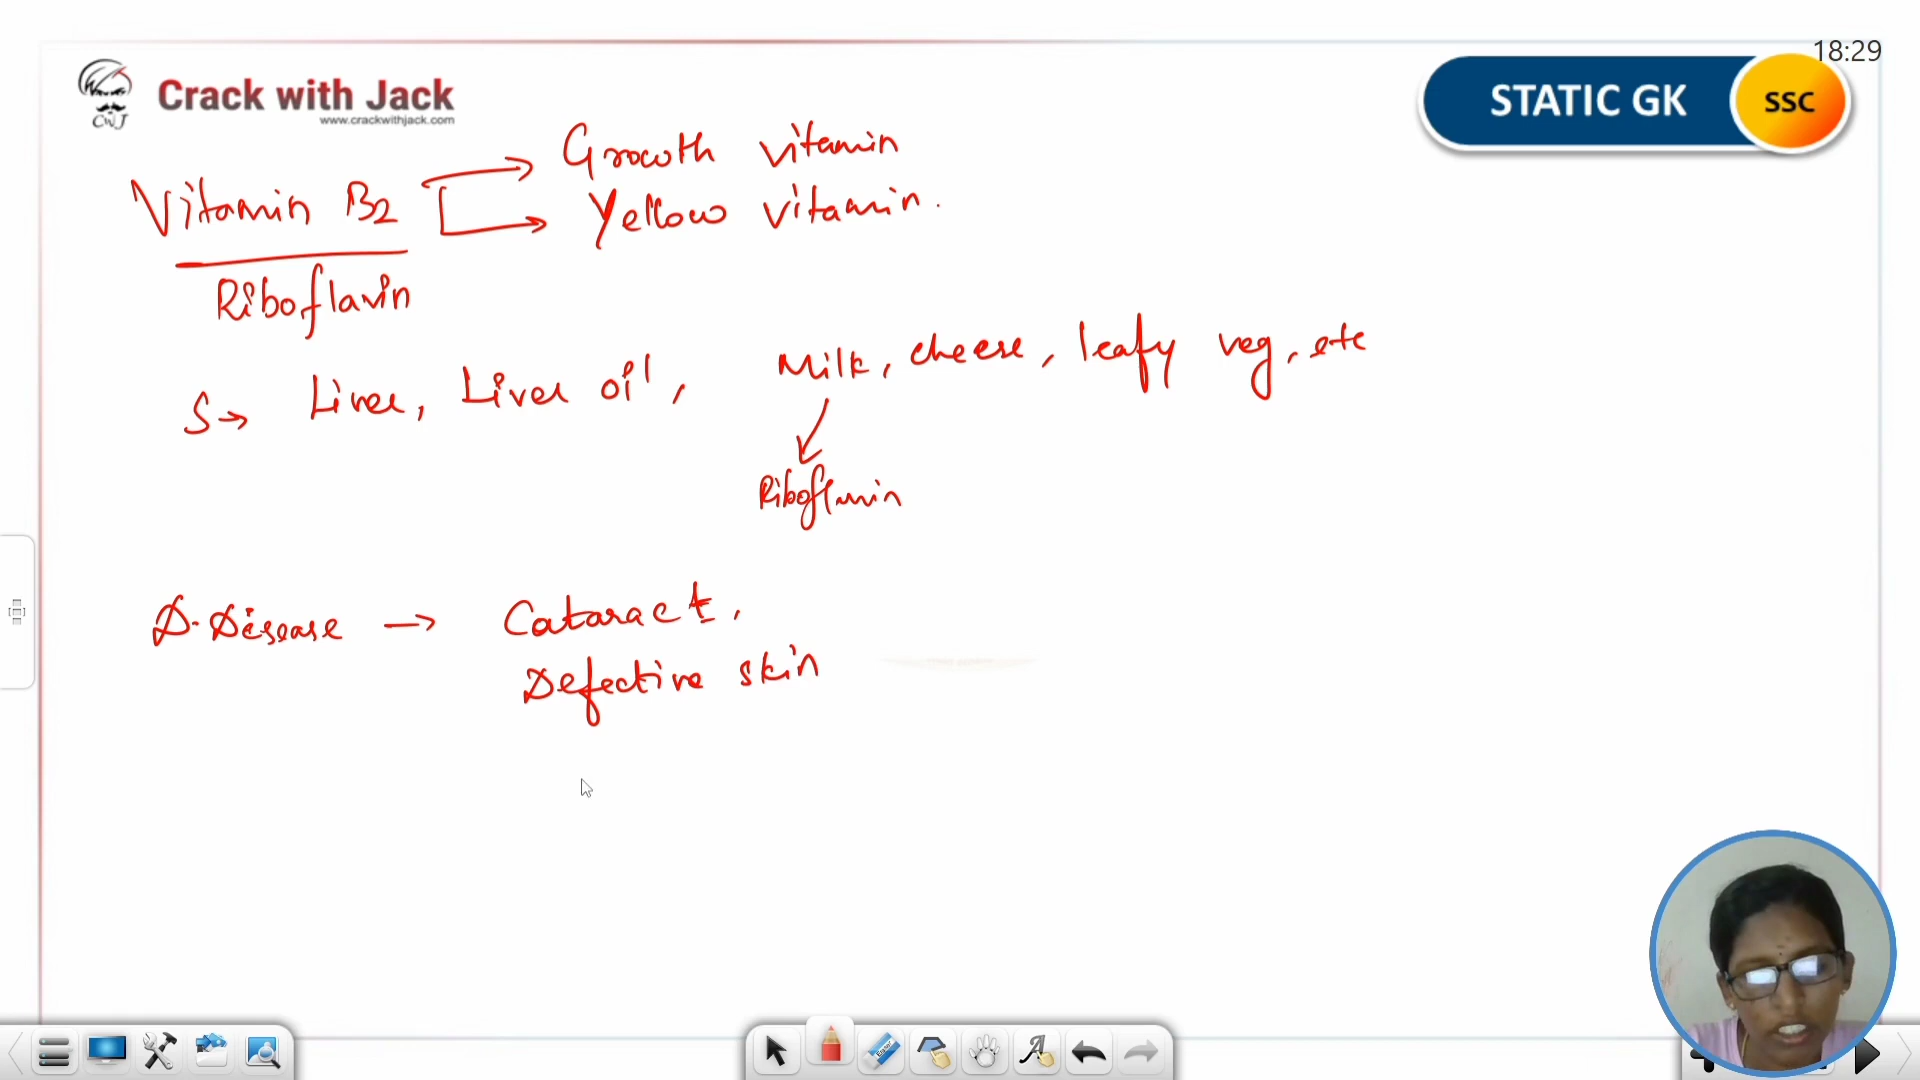 18:29
Crack with Jack
www.crackwithjack.com
CWJ
STATIC GK
SSC
Vitamin B2
Growth vitamin
Yellow vitamin.
Riboflavin
S→ Liver, Liver oil, Milk, cheese, leafy veg, etc
Riboflavin
D. Disease → Cataract,
Defective skin